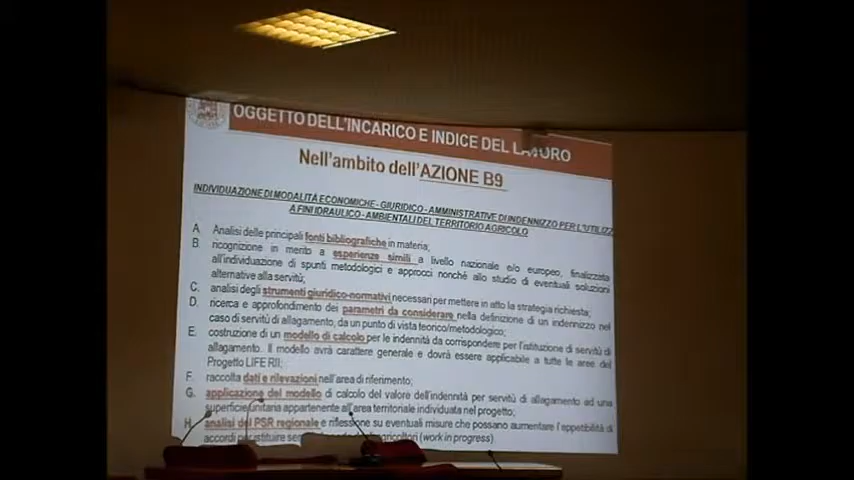 OGGETTO DELL'INCARICO E INDICE DEL LAVORO
Nell'ambito dell'AZIONE B9
INDIVIDUAZIONE DI MODALITÀ ECONOMICHE - GIURIDICO - AMMINISTRATIVE DI INDENNIZZO PER L'UTILIZZ
A FINI IDRAULICO - AMBIENTALI DEL TERRITORIO AGRICOLO
A. Analisi delle principali fonti bibliografiche in materia;
B. ricognizione in merito a esperienze simili a livello nazionale e/o europeo, finalizzata
all'individuazione di spunti metodologici e approcci nonché allo studio di eventuali soluzioni
alternative alla servitù;
C. analisi degli strumenti giuridico-normativi necessari per mettere in atto la strategia richiesta;
D. ricerca e approfondimento dei parametri da considerare nella definizione di un indennizzo nel
caso di servitù di allagamento, da un punto di vista teorico/metodologico;
E. costruzione di un modello di calcolo per le indennità da corrispondere per l'istituzione di servitù di
allagamento. Il modello avrà carattere generale e dovrà essere applicabile a tutte le aree del
Progetto LIFE RII;
F. raccolta dati e rilevazioni nell'area di riferimento;
G. applicazione del modello di calcolo del valore dell'indennità per servitù di allagamento ad una
superficie unitaria appartenente all'area territoriale individuata nel progetto;
H. analisi del PSR regionale e riflessione su eventuali misure che possano aumentare l'appetibilità di
accordi per istituire agricoltori (work in progress)